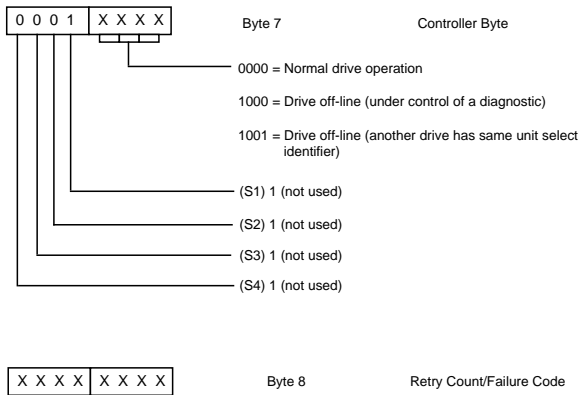 0 0 0 1 X X X X Byte 7 Controller Byte
0000 = Normal drive operation
1000 = Drive off-line (under control of a diagnostic)
1001 = Drive off-line (another drive has same unit select
identifier)
(S1) 1 (not used)
(S2) 1 (not used)
(S3) 1 (not used)
(S4) 1 (not used)
X X X X X X X X Byte 8 Retry Count/Failure Code